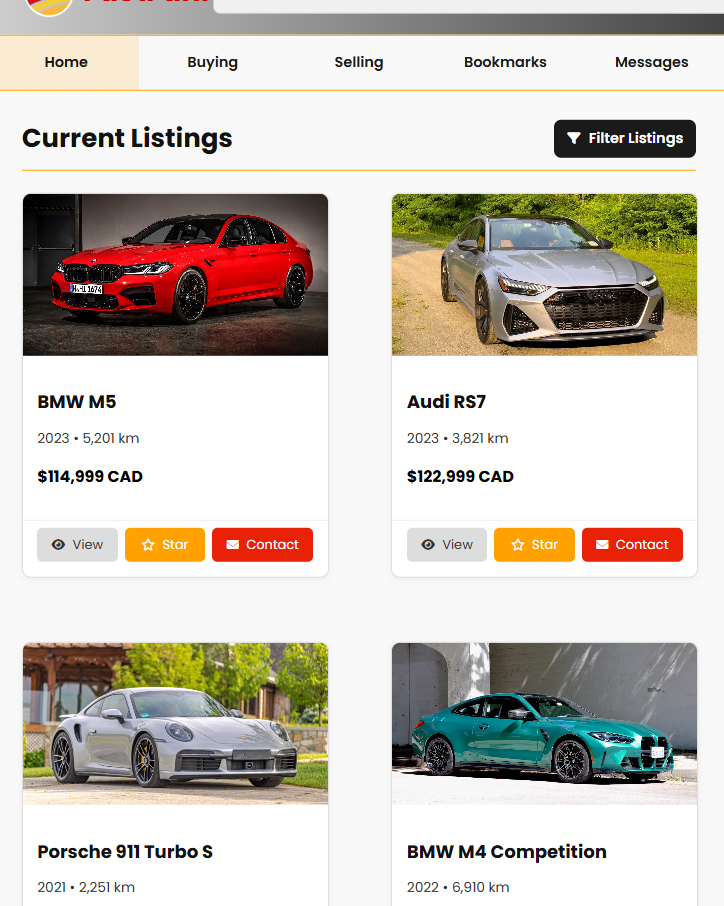 Home
Buying
Selling
Bookmarks
Messages
Current Listings
Filter Listings
BMW M5
2023 • 5,201 km
$114,999 CAD
View
Star
Contact
Audi RS7
2023 • 3,821 km
$122,999 CAD
View
Star
Contact
Porsche 911 Turbo S
2021 • 2,251 km
BMW M4 Competition
2022 • 6,910 km